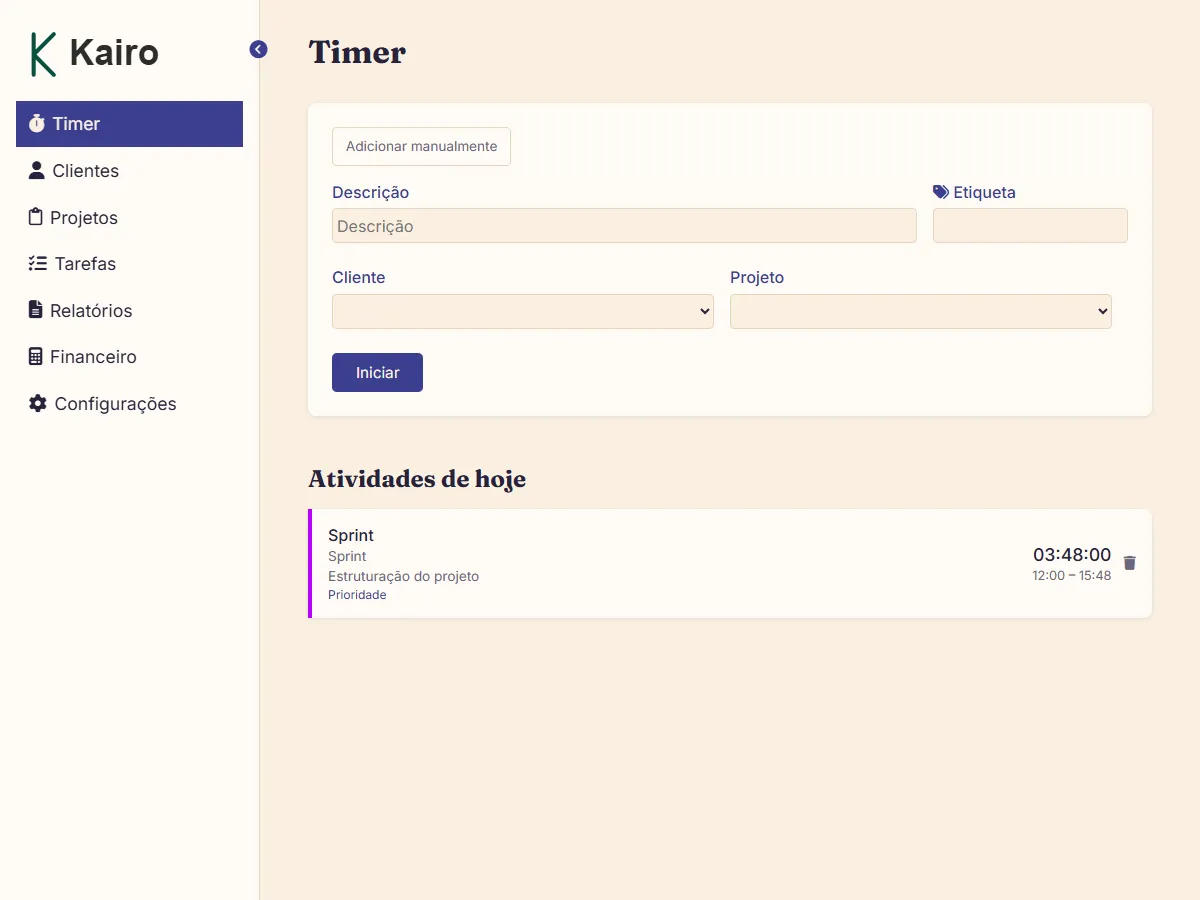 Kairo
Timer
Clientes
Projetos
Tarefas
Relatórios
Financeiro
Configurações
Timer
Adicionar manualmente
Descrição
Etiqueta
Descrição
Cliente
Projeto
Iniciar
Atividades de hoje
Sprint
Sprint
Estruturação do projeto
Prioridade
03:48:00
12:00 – 15:48